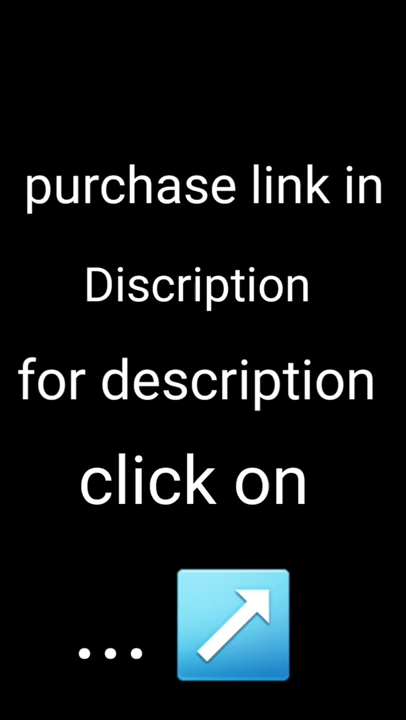 purchase link in
Discription
for description
click on
... ↗️